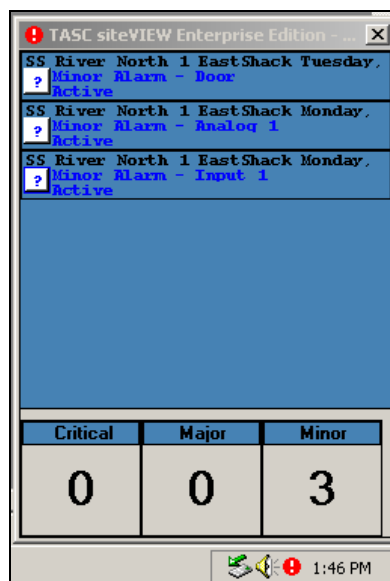 TASC siteVIEW Enterprise Edition - ...
SS River North 1 EastShack Tuesday,
? Minor Alarm - Door
Active
SS River North 1 EastShack Monday,
? Minor Alarm - Analog 1
Active
SS River North 1 EastShack Monday,
? Minor Alarm - Input 1
Active
Critical Major Minor
0 0 3
1:46 PM